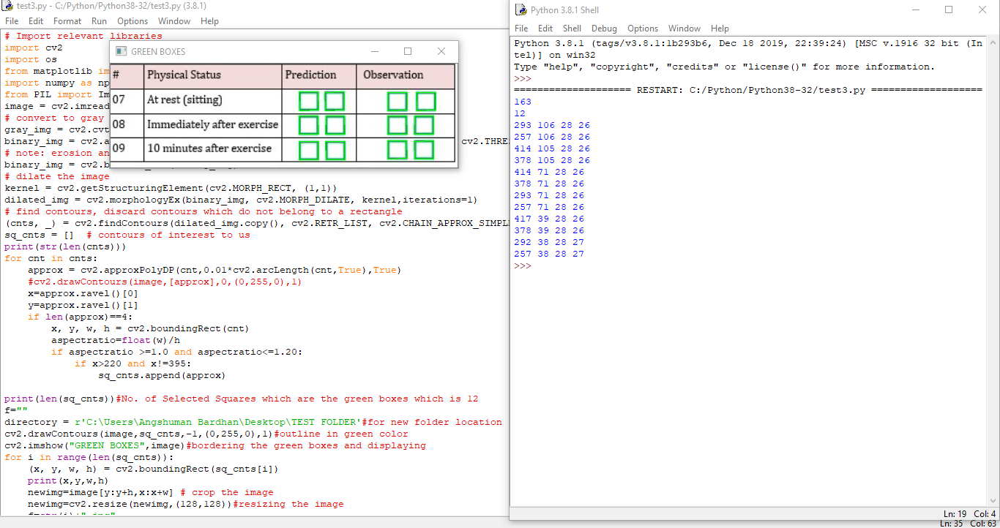 test3.py - C:/Python/Python38-32/test3.py (3.8.1)
File Edit Format Run Options Window Help
# Import relevant libraries
import cv2
import os
from matplotlib im
import numpy as np
from PIL import Im
image = cv2.imread
# convert to gray
gray_img = cv2.cvt
binary_img = cv2.a cv2.THRE
# note: erosion an
binary_img = cv2.b
# dilate the image
kernel = cv2.getStructuringElement(cv2.MORPH_RECT, (1,1))
dilated_img = cv2.morphologyEx(binary_img, cv2.MORPH_DILATE, kernel,iterations=1)
# find contours, discard contours which do not belong to a rectangle
(cnts, _) = cv2.findContours(dilated_img.copy(), cv2.RETR_LIST, cv2.CHAIN_APPROX_SIMPL
sq_cnts = []  # contours of interest to us
print(str(len(cnts)))
for cnt in cnts:
    approx = cv2.approxPolyDP(cnt,0.01*cv2.arcLength(cnt,True),True)
    #cv2.drawContours(image,[approx],0,(0,255,0),1)
    x=approx.ravel()[0]
    y=approx.ravel()[1]
    if len(approx)==4:
        x, y, w, h = cv2.boundingRect(cnt)
        aspectratio=float(w)/h
        if aspectratio >=1.0 and aspectratio<=1.20:
            if x>220 and x!=395:
                sq_cnts.append(approx)
print(len(sq_cnts))#No. of Selected Squares which are the green boxes which is 12
f=""
directory = r'C:\Users\Angshuman Bardhan\Desktop\TEST FOLDER'#for new folder location
cv2.drawContours(image,sq_cnts,-1,(0,255,0),1)#outline in green color
cv2.imshow("GREEN BOXES",image)#bordering the green boxes and displaying
for i in range(len(sq_cnts)):
    (x, y, w, h) = cv2.boundingRect(sq_cnts[i])
    print(x,y,w,h)
    newimg=image[y:y+h,x:x+w] # crop the image
    newimg=cv2.resize(newimg,(128,128))#resizing the image
GREEN BOXES
# Physical Status Prediction Observation
07 At rest (sitting)
08 Immediately after exercise
09 10 minutes after exercise
Python 3.8.1 Shell
File Edit Shell Debug Options Window Help
Python 3.8.1 (tags/v3.8.1:1b293b6, Dec 18 2019, 22:39:24) [MSC v.1916 32 bit (In
tel)] on win32
Type "help", "copyright", "credits" or "license()" for more information.
>>>
==================== RESTART: C:/Python/Python38-32/test3.py ===================
163
12
293 106 28 26
257 106 28 26
414 105 28 26
378 105 28 26
414 71 28 26
378 71 28 26
293 71 28 26
257 71 28 26
417 39 28 26
378 39 28 26
292 38 28 27
257 38 28 27
>>>
Ln: 19 Col: 4
Ln: 35 Col: 63